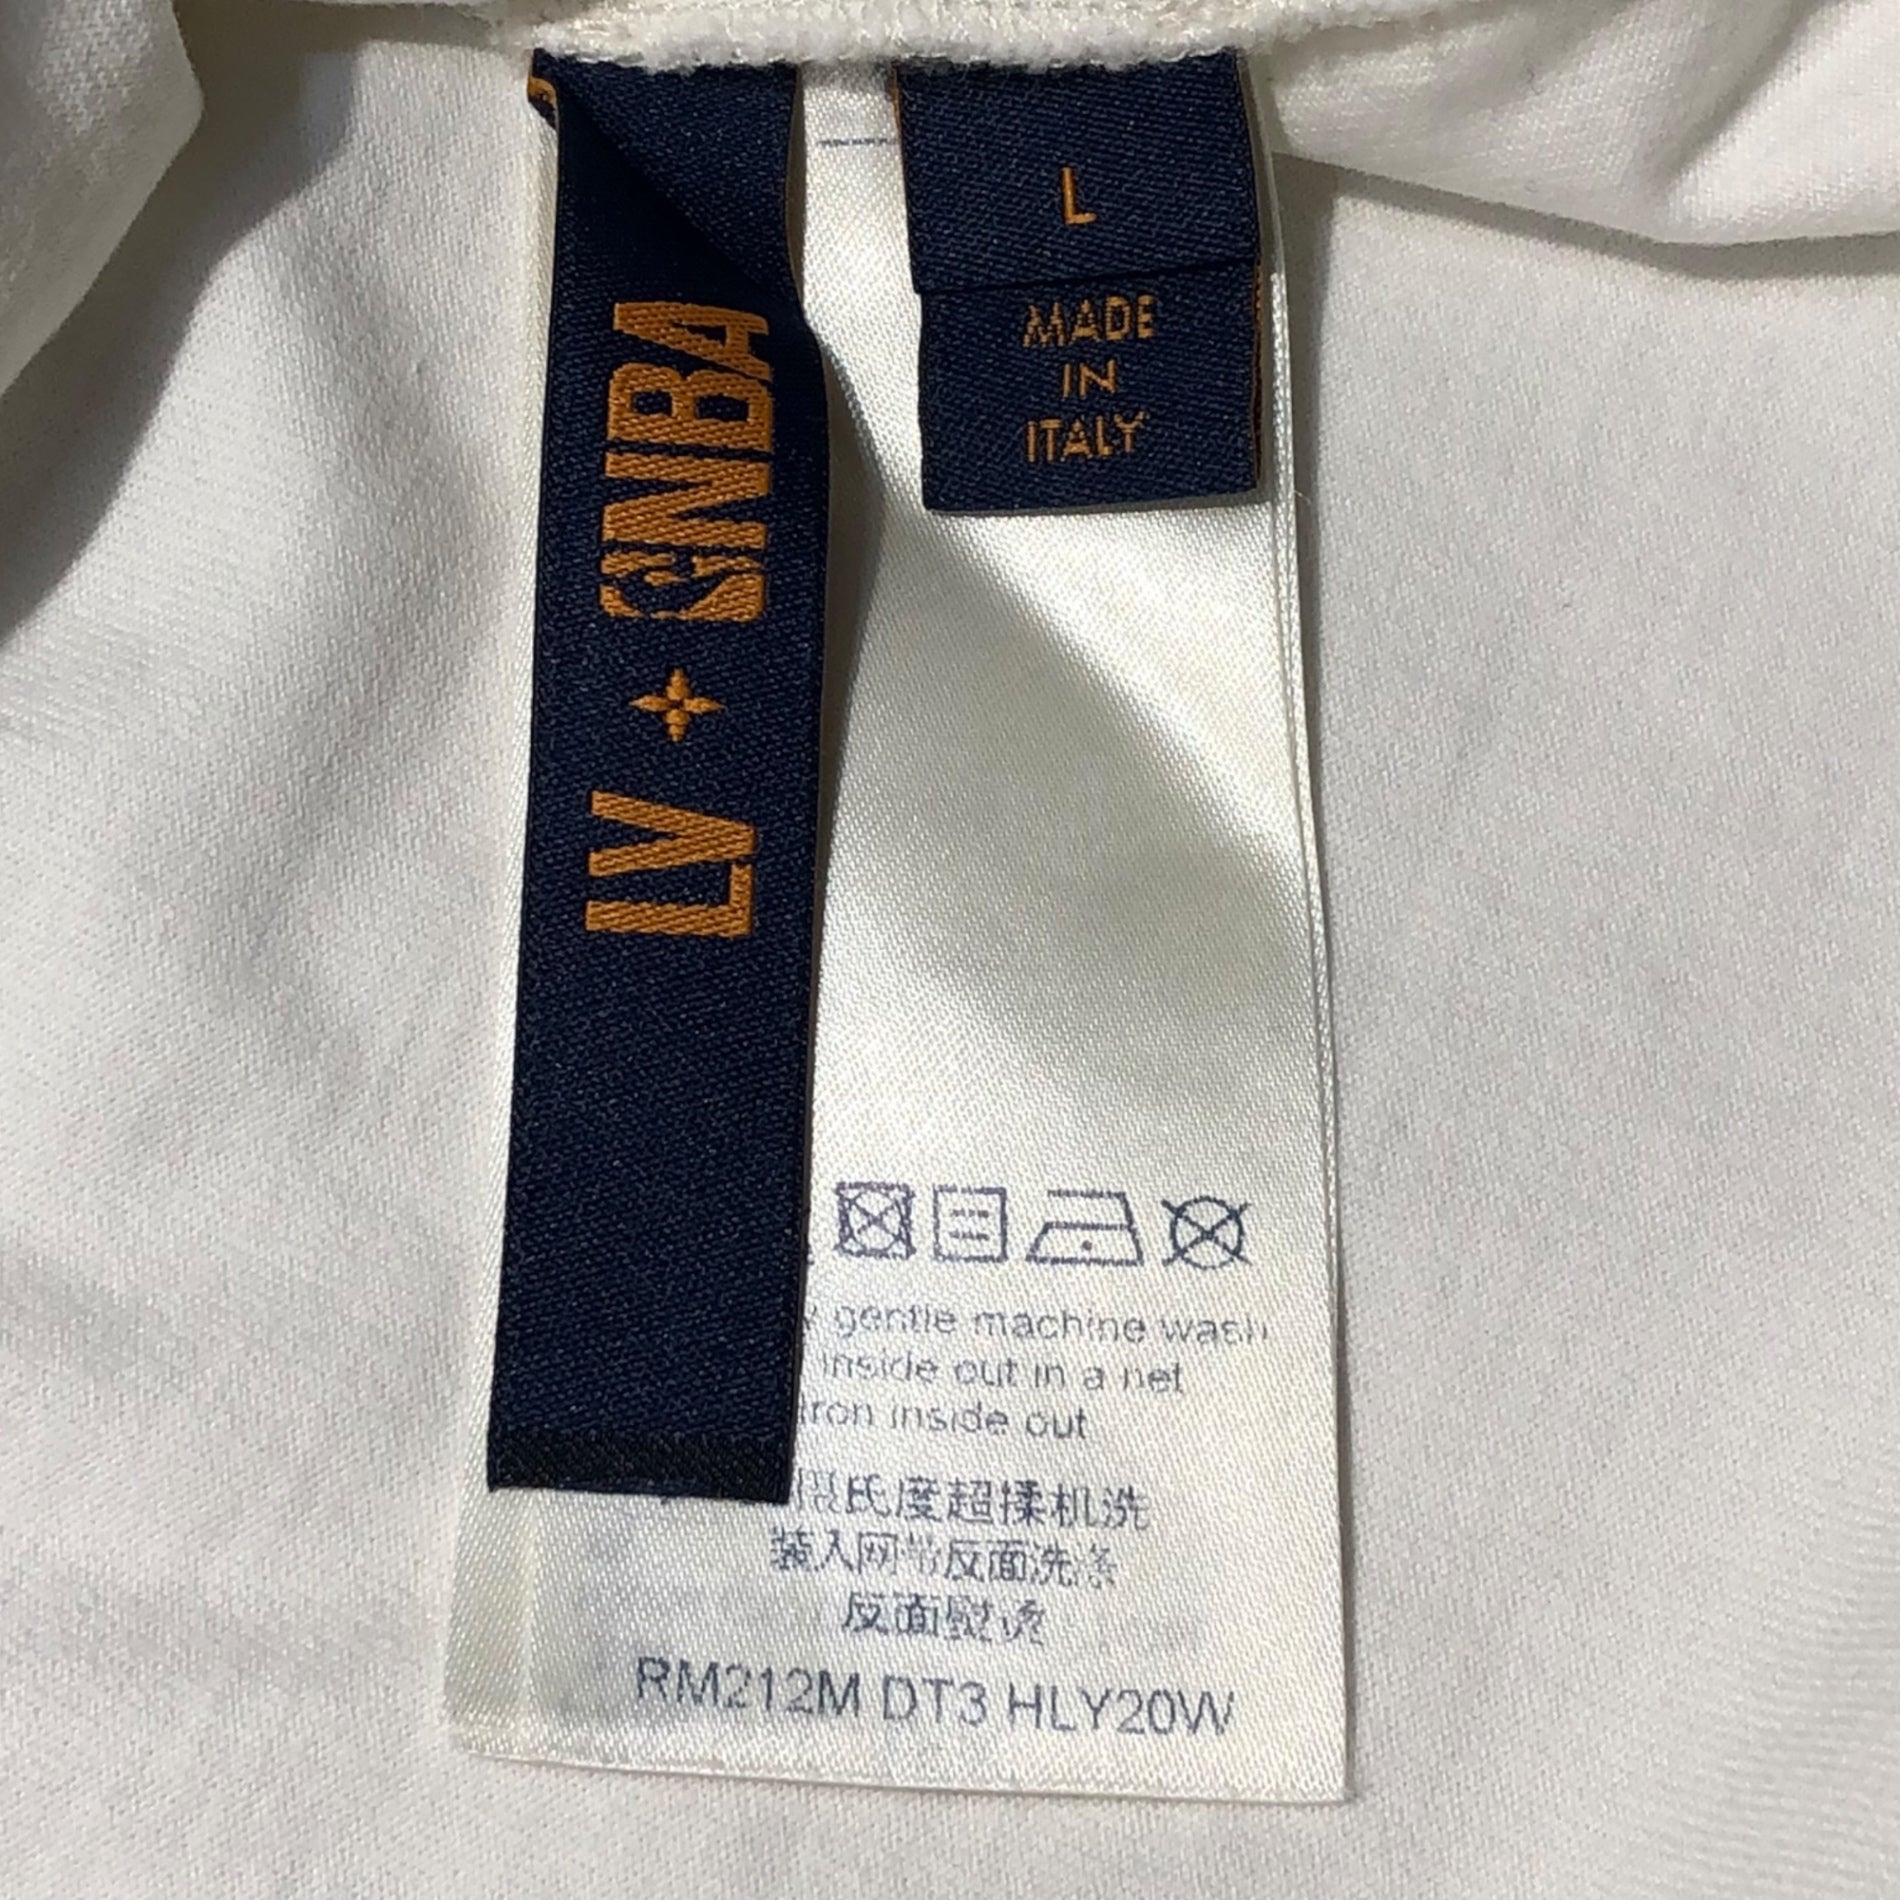 LV NBA
L
MADE
IN
ITALY
gentle machine wash
inside out in a net
iron inside out
氏度超揉机洗
装入网袋反面洗涤
反面熨烫
RM212M DT3 HLY20W